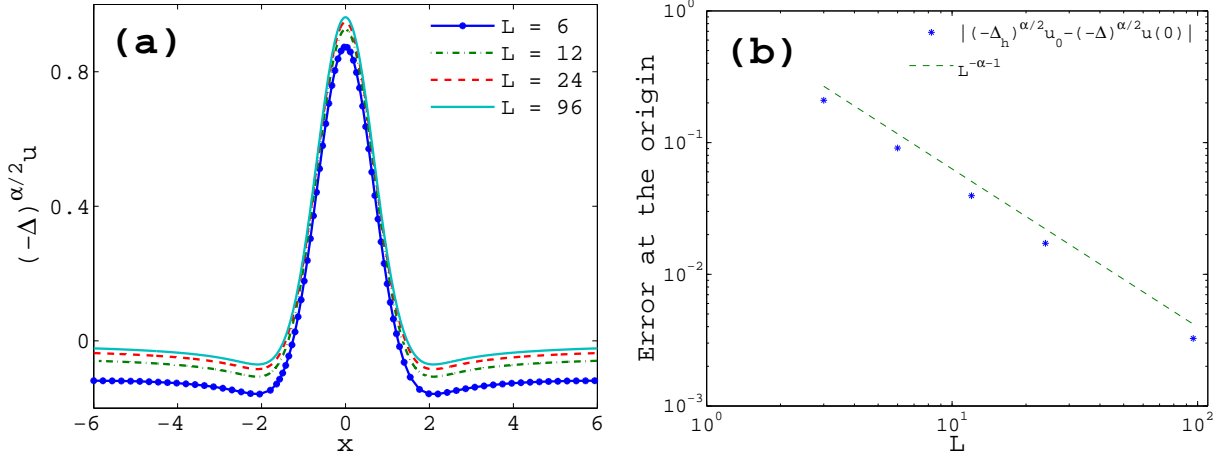 (a)
L = 6
L = 12
L = 24
L = 96
(-Δ)^{α/2}u
0.8
0.4
0
−6 −4 −2 0 2 4 6
x
(b)
|(-Δ_h)^{α/2}u_0-(-Δ)^{α/2}u(0)|
L^{-α-1}
Error at the origin
10^0
10^{−1}
10^{−2}
10^{−3}
10^0 10^1 10^2
L